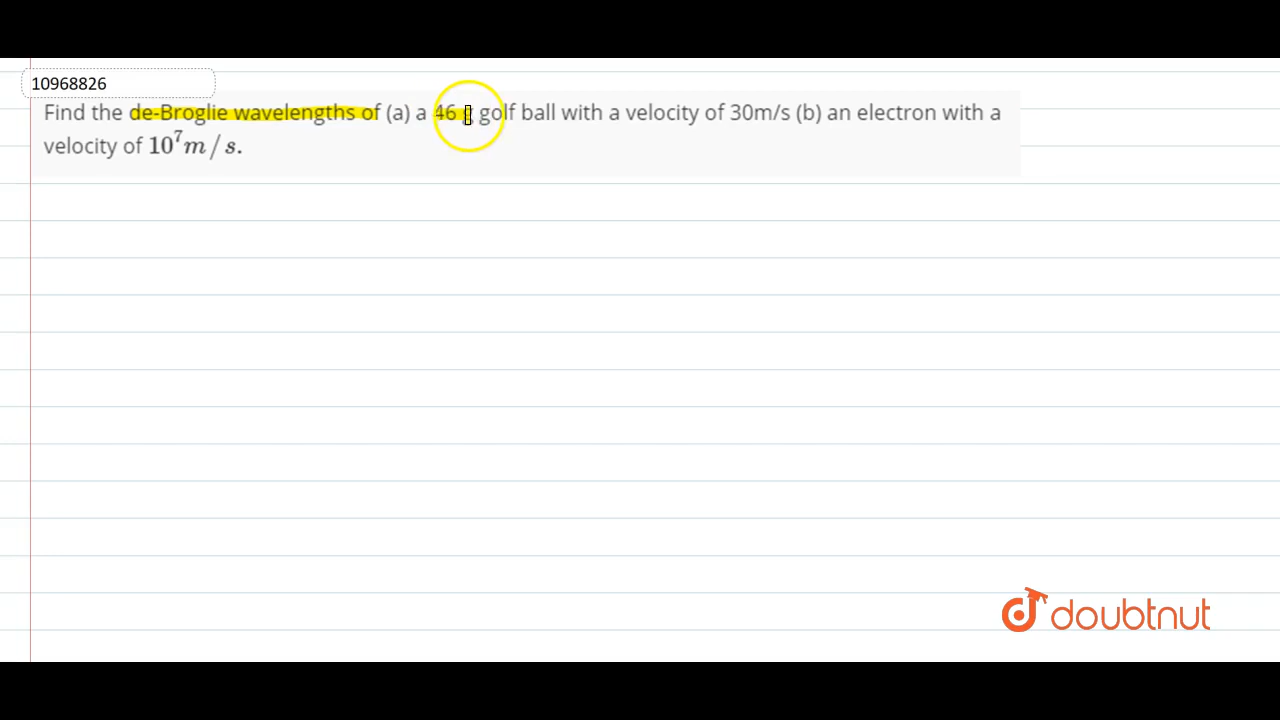 10968826
Find the de-Broglie wavelengths of (a) a 46 g golf ball with a velocity of 30m/s (b) an electron with a
velocity of 10⁷m/s.
doubtnut